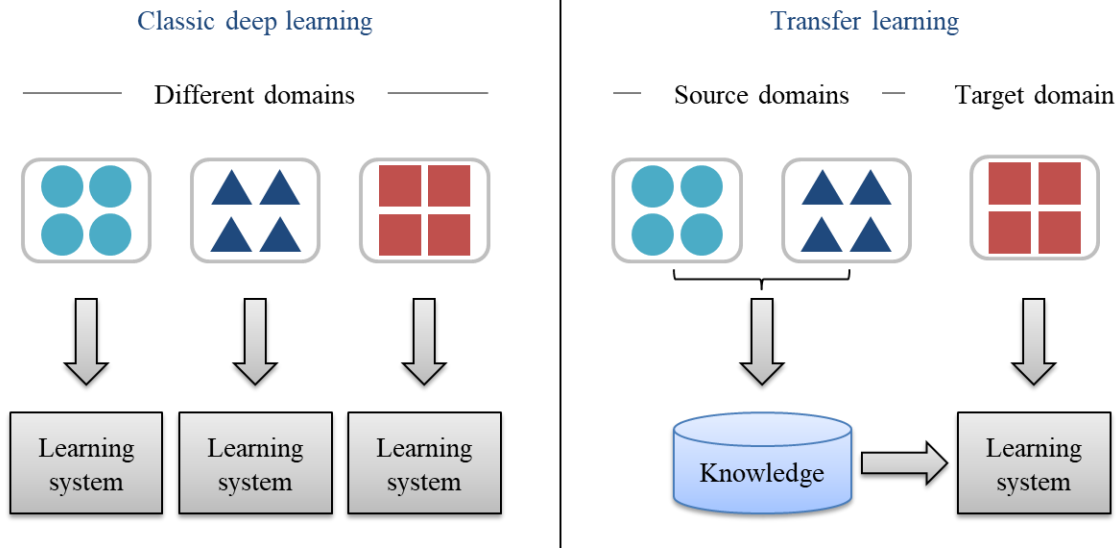 Classic deep learning
Different domains
Learning
system
Learning
system
Learning
system
Transfer learning
Source domains
Target domain
Knowledge
Learning
system